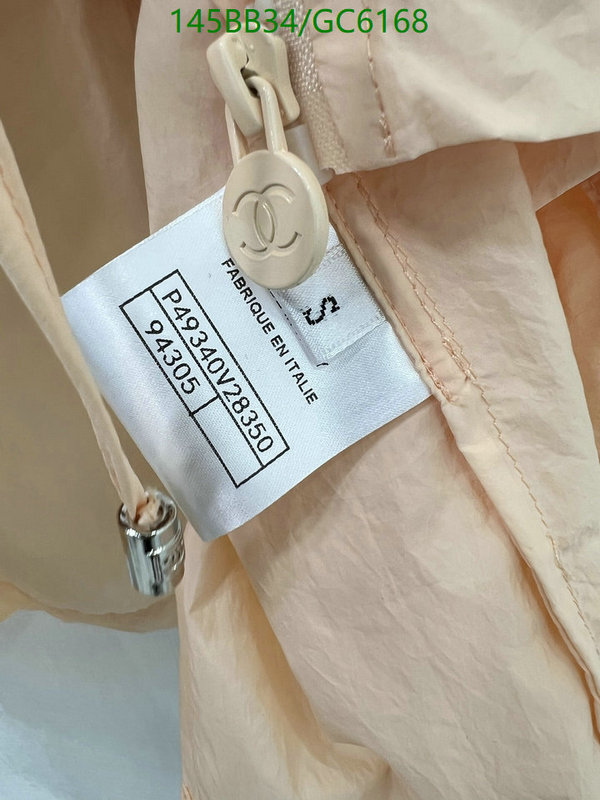 145BB34/GC6168
S
FABRIQUE EN ITALIE
P49340V28350
94305